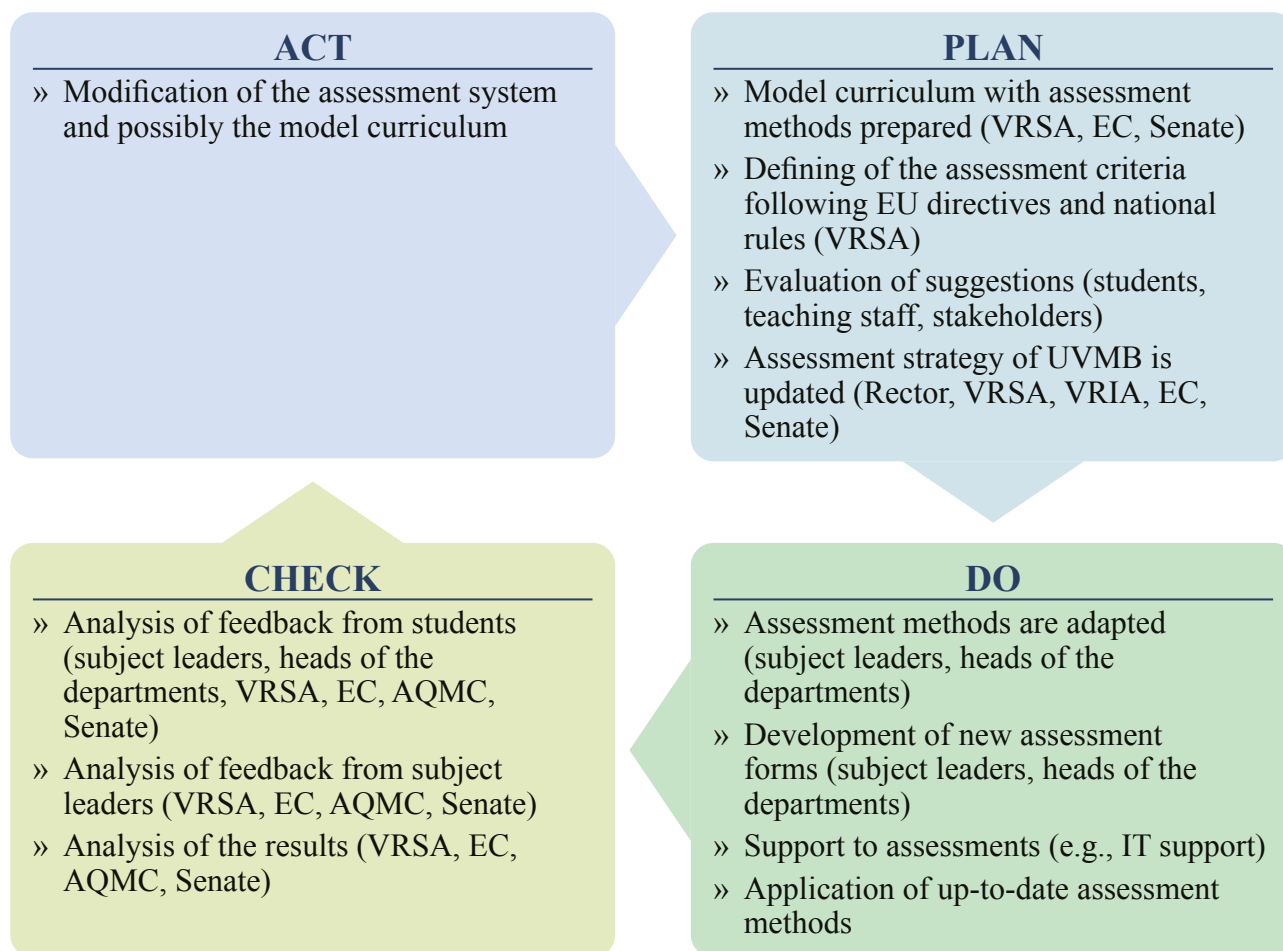 ACT
» Modification of the assessment system
and possibly the model curriculum
PLAN
» Model curriculum with assessment
methods prepared (VRSA, EC, Senate)
» Defining of the assessment criteria
following EU directives and national
rules (VRSA)
» Evaluation of suggestions (students,
teaching staff, stakeholders)
» Assessment strategy of UVMB is
updated (Rector, VRSA, VRIA, EC,
Senate)
CHECK
» Analysis of feedback from students
(subject leaders, heads of the
departments, VRSA, EC, AQMC,
Senate)
» Analysis of feedback from subject
leaders (VRSA, EC, AQMC, Senate)
» Analysis of the results (VRSA, EC,
AQMC, Senate)
DO
» Assessment methods are adapted
(subject leaders, heads of the
departments)
» Development of new assessment
forms (subject leaders, heads of the
departments)
» Support to assessments (e.g., IT support)
» Application of up-to-date assessment
methods